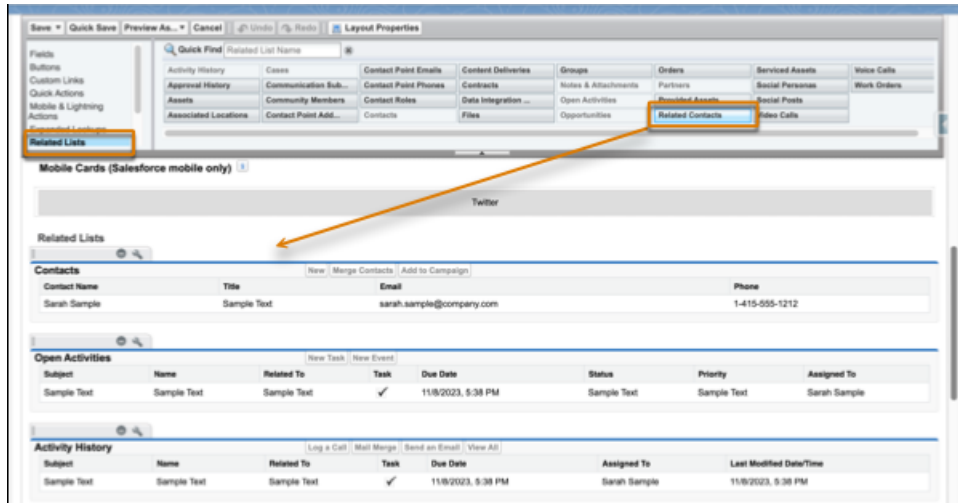 Save Quick Save Preview As... Cancel Undo Redo Layout Properties
Fields
Buttons
Custom Links
Quick Actions
Mobile & Lightning
Actions
Expanded Lookups
Related Lists
Quick Find Related List Name
Activity History Cases Contact Point Emails Content Deliveries Groups Orders Serviced Assets Voice Calls
Approval History Communication Sub... Contact Point Phones Contracts Notes & Attachments Partners Social Personas Work Orders
Assets Community Members Contact Roles Data Integration ... Open Activities Provided Assets Social Posts
Associated Locations Contact Point Add... Contacts Files Opportunities Related Contacts Video Calls
Mobile Cards (Salesforce mobile only) i
Twitter
Related Lists
Contacts New Merge Contacts Add to Campaign
Contact Name Title Email Phone
Sarah Sample Sample Text sarah.sample@company.com 1-415-555-1212
Open Activities New Task New Event
Subject Name Related To Task Due Date Status Priority Assigned To
Sample Text Sample Text Sample Text ✓ 11/8/2023, 5:38 PM Sample Text Sample Text Sarah Sample
Activity History Log a Call Mail Merge Send an Email View All
Subject Name Related To Task Due Date Assigned To Last Modified Date/Time
Sample Text Sample Text Sample Text ✓ 11/8/2023, 5:38 PM Sarah Sample 11/8/2023, 5:38 PM